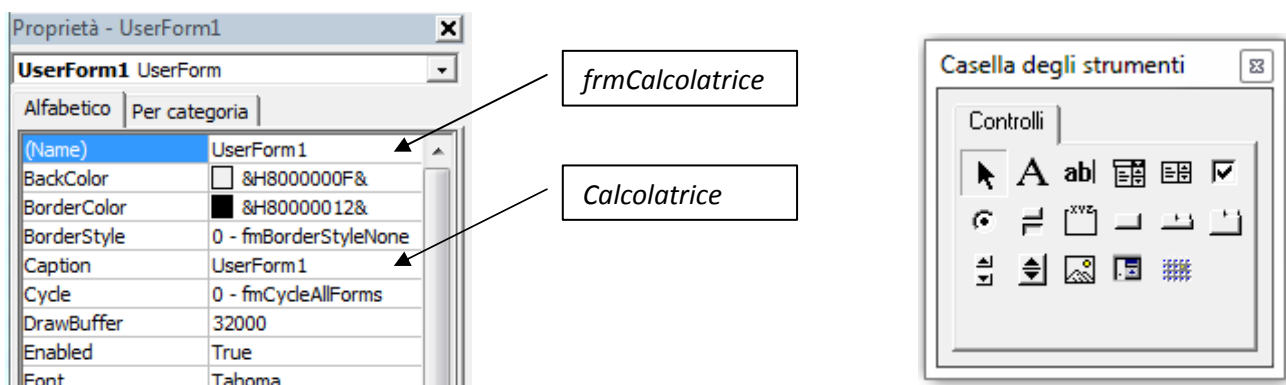 Proprietà - UserForm1
UserForm1 UserForm
Alfabetico Per categoria
(Name) UserForm1
BackColor &H8000000F&
BorderColor &H80000012&
BorderStyle 0 - fmBorderStyleNone
Caption UserForm1
Cycle 0 - fmCycleAllForms
DrawBuffer 32000
Enabled True
Font Tahoma
frmCalcolatrice
Calcolatrice
Casella degli strumenti
Controlli
A ab| 
XYZ